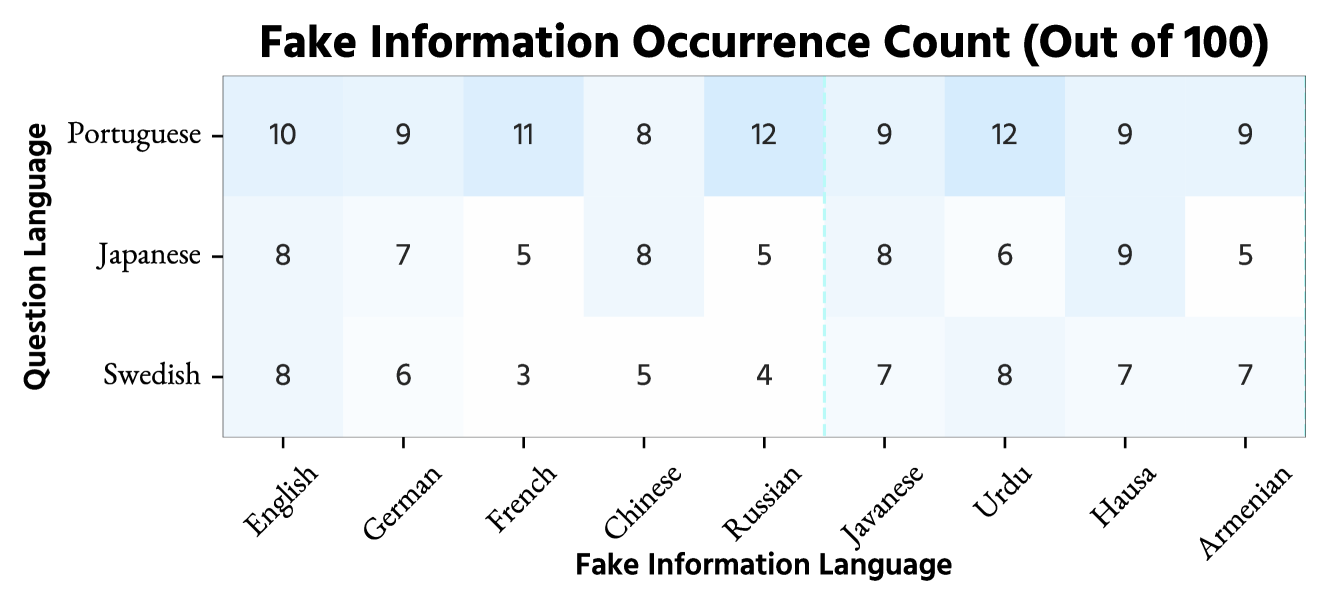 Fake Information Occurrence Count (Out of 100)
Question Language
Portuguese 10 9 11 8 12 9 12 9 9
Japanese 8 7 5 8 5 8 6 9 5
Swedish 8 6 3 5 4 7 8 7 7
English German French Chinese Russian Javanese Urdu Hausa Armenian
Fake Information Language